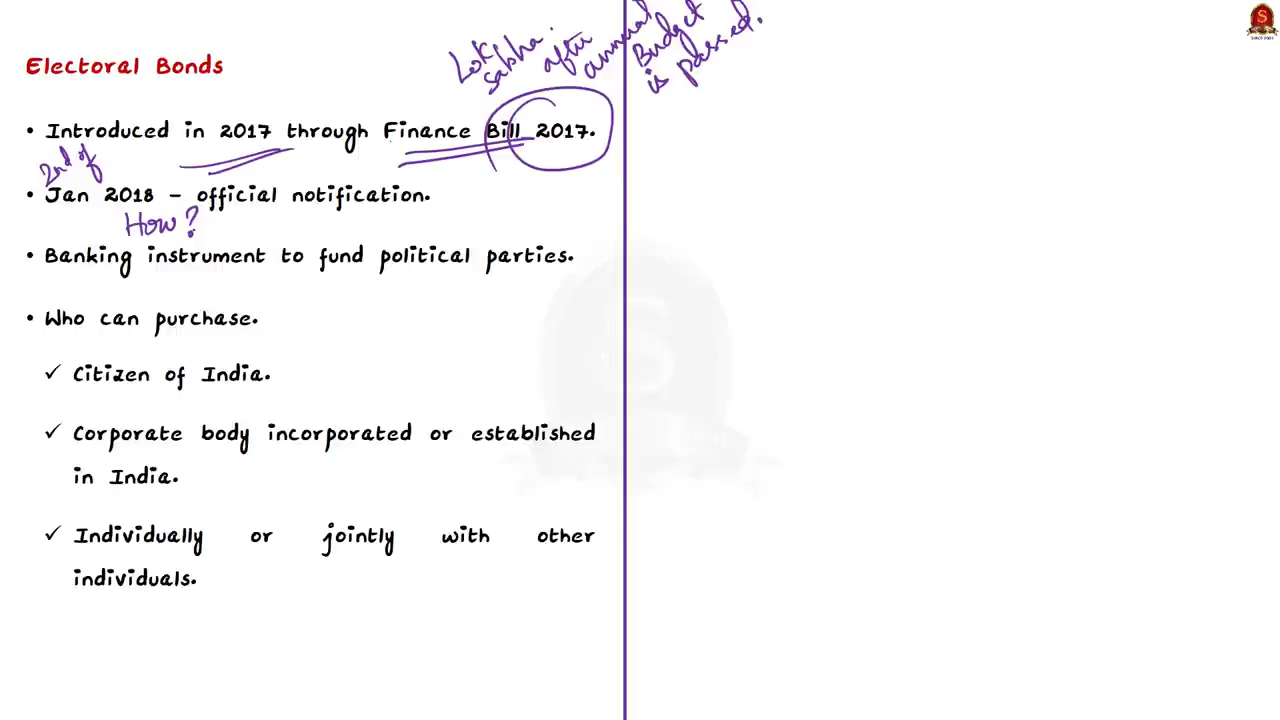 Lok sabha. after annual Budget is passed.
Electoral Bonds
• Introduced in 2017 through Finance Bill 2017.
2nd of
• Jan 2018 – official notification.
How?
• Banking instrument to fund political parties.
• Who can purchase.
✓ Citizen of India.
✓ Corporate body incorporated or established
in India.
✓ Individually or jointly with other
individuals.